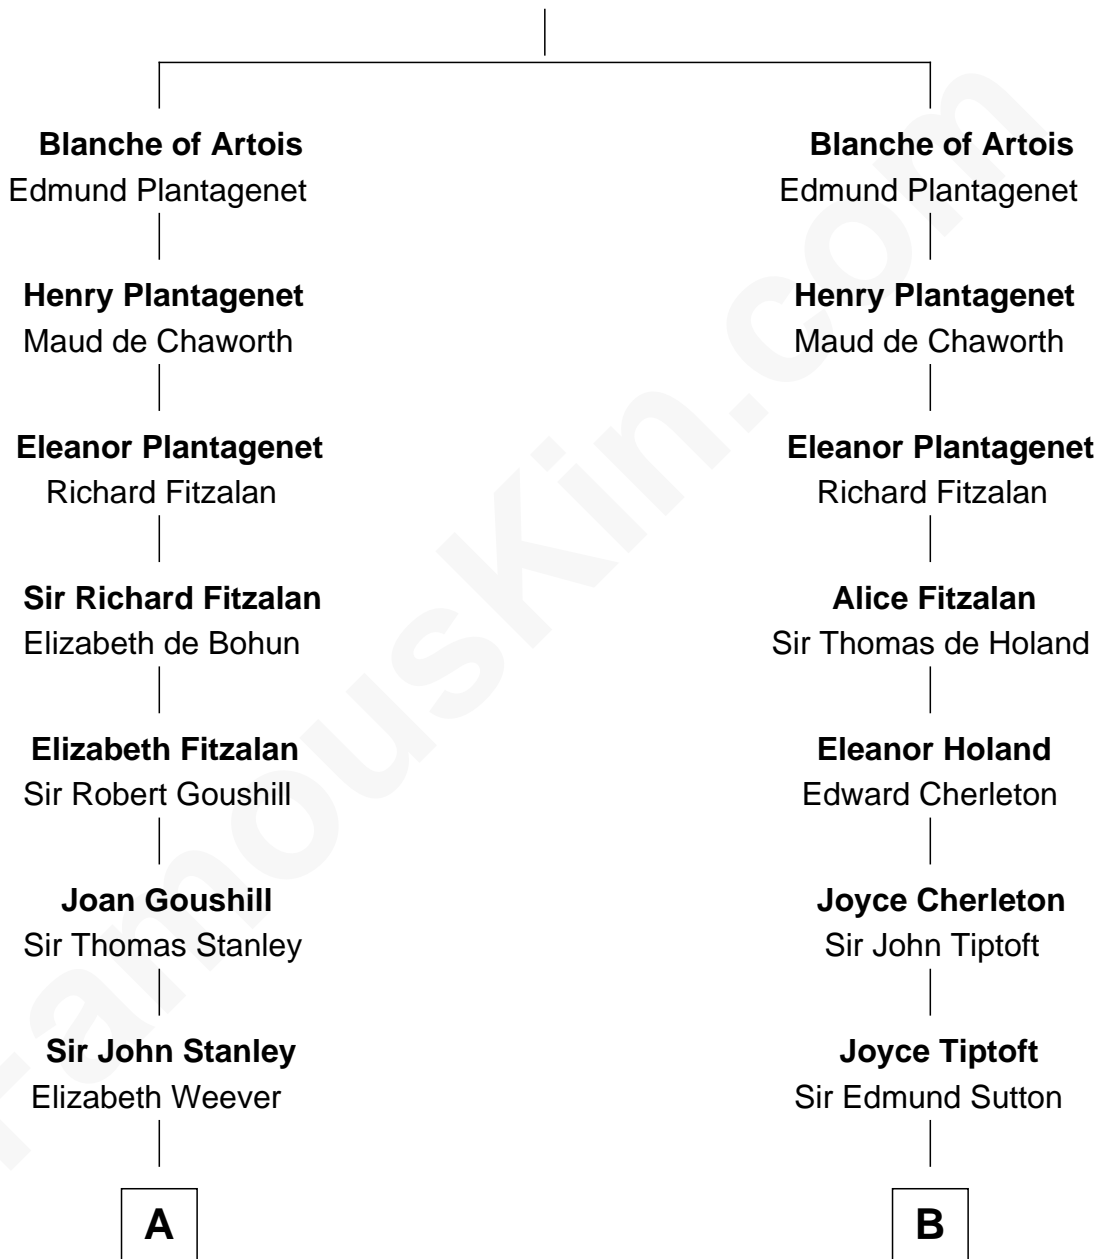 Blanche of Artois
Edmund Plantagenet
Henry Plantagenet
Maud de Chaworth
Eleanor Plantagenet
Richard Fitzalan
Sir Richard Fitzalan
Elizabeth de Bohun
Elizabeth Fitzalan
Sir Robert Goushill
Joan Goushill
Sir Thomas Stanley
Sir John Stanley
Elizabeth Weever
A
Blanche of Artois
Edmund Plantagenet
Henry Plantagenet
Maud de Chaworth
Eleanor Plantagenet
Richard Fitzalan
Alice Fitzalan
Sir Thomas de Holand
Eleanor Holand
Edward Cherleton
Joyce Cherleton
Sir John Tiptoft
Joyce Tiptoft
Sir Edmund Sutton
B
FamousKin.com